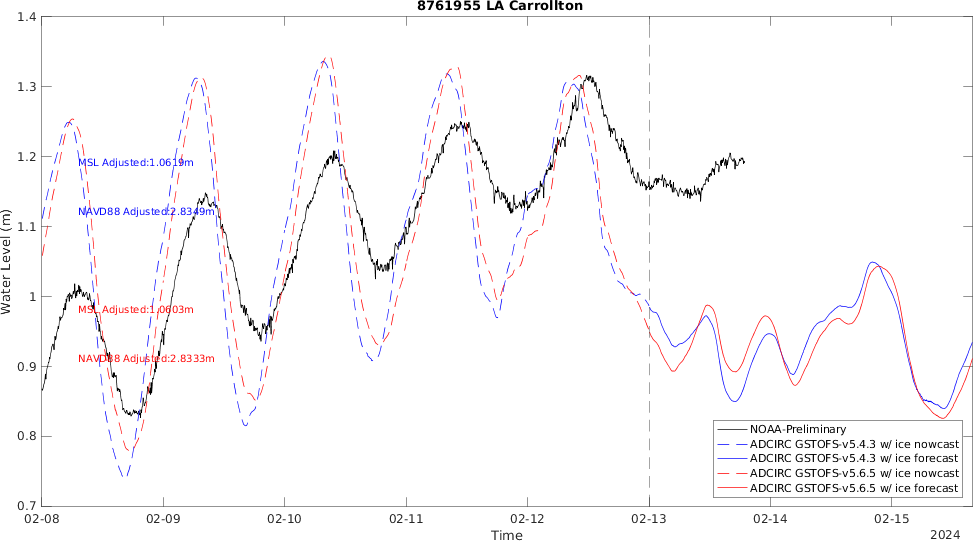 8761955 LA Carrollton
1.4
1.3
1.2
1.1
1
0.9
0.8
0.7
Water Level (m)
MSL Adjusted:1.0619m
NAVD88 Adjusted:2.8349m
MSL Adjusted:1.0603m
NAVD88 Adjusted:2.8333m
NOAA-Preliminary
ADCIRC GSTOFS-v5.4.3 w/ ice nowcast
ADCIRC GSTOFS-v5.4.3 w/ ice forecast
ADCIRC GSTOFS-v5.6.5 w/ ice nowcast
ADCIRC GSTOFS-v5.6.5 w/ ice forecast
02-08 02-09 02-10 02-11 02-12 02-13 02-14 02-15
Time
2024